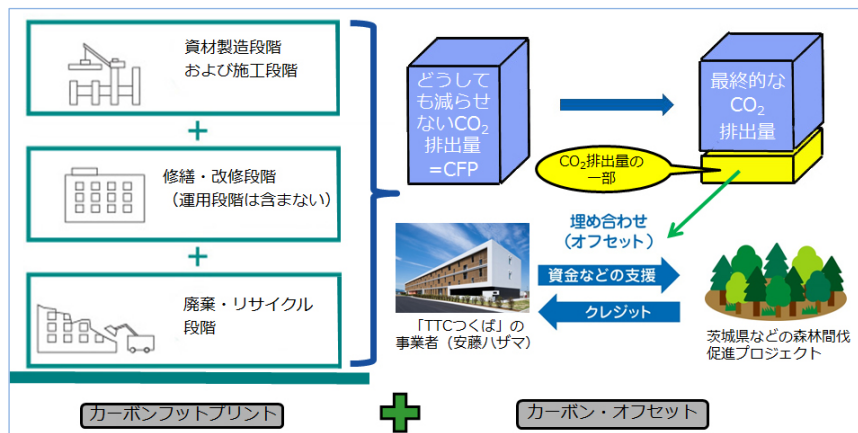 資材製造段階
および施工段階
+
修繕・改修段階
（運用段階は含まない）
+
廃棄・リサイクル
段階
カーボンフットプリント
どうして
も減らせ
ないCO₂
排出量
=CFP
最終的な
CO₂
排出量
CO₂排出量の
一部
埋め合わせ
（オフセット）
資金などの支援
クレジット
「TTCつくば」の
事業者（安藤ハザマ）
茨城県などの森林間伐
促進プロジェクト
カーボン・オフセット